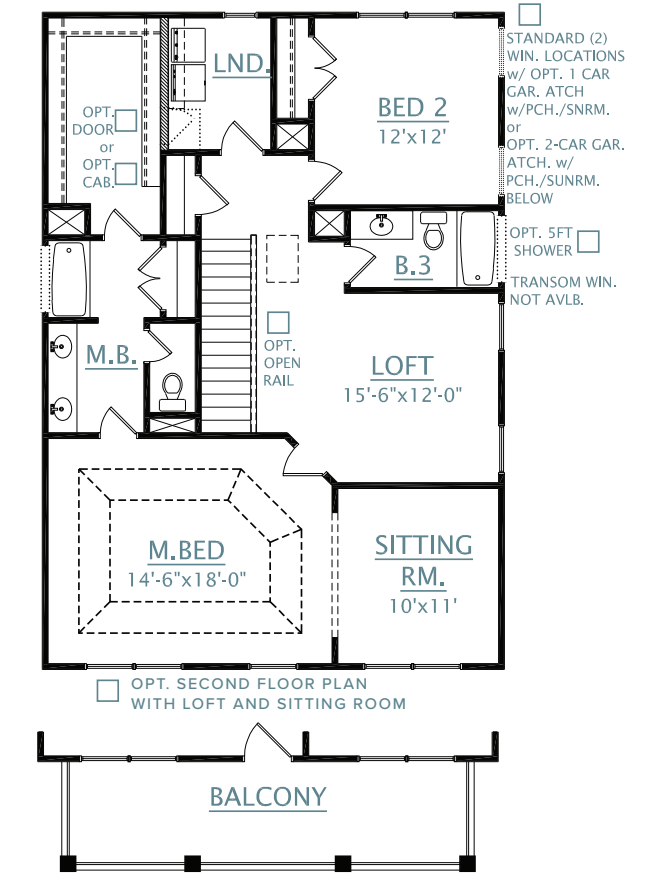 STANDARD (2)
WIN. LOCATIONS
w/ OPT. 1 CAR
GAR. ATCH
w/PCH./SNRM.
or
OPT. 2-CAR GAR.
ATCH. w/
PCH./SUNRM.
BELOW
LND.
BED 2
12'x12'
OPT.
DOOR
or
OPT.
CAB.
OPT. 5FT
SHOWER
TRANSOM WIN.
NOT AVLB.
B.3
M.B.
OPT.
OPEN
RAIL
LOFT
15'-6"x12'-0"
M.BED
14'-6"x18'-0"
SITTING
RM.
10'x11'
OPT. SECOND FLOOR PLAN
WITH LOFT AND SITTING ROOM
BALCONY